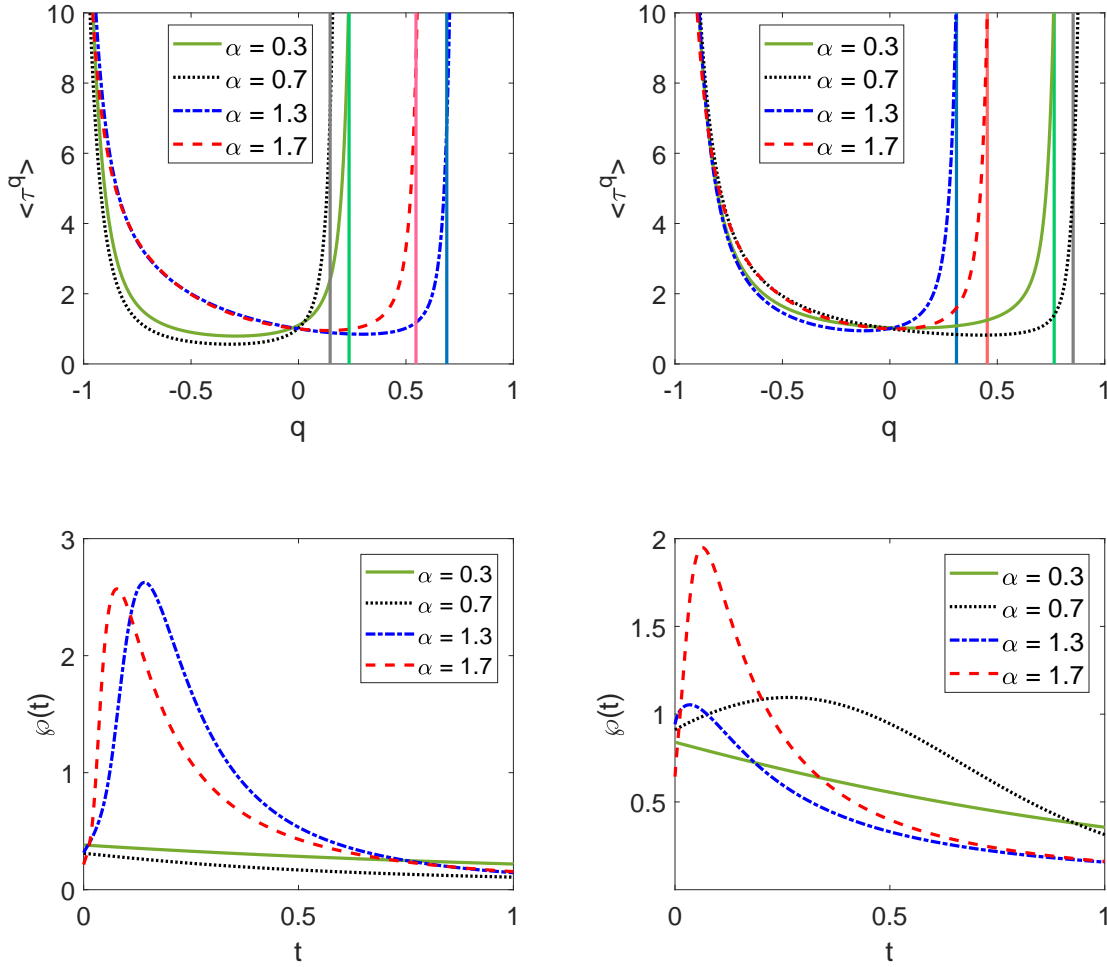 10
8
6
4
2
0
<τ^q>
α = 0.3
α = 0.7
α = 1.3
α = 1.7
-1
-0.5
0
0.5
1
q
10
8
6
4
2
0
<τ^q>
α = 0.3
α = 0.7
α = 1.3
α = 1.7
-1
-0.5
0
0.5
1
q
3
2
1
0
℘(t)
α = 0.3
α = 0.7
α = 1.3
α = 1.7
0
0.5
1
t
2
1.5
1
0.5
℘(t)
α = 0.3
α = 0.7
α = 1.3
α = 1.7
0
0.5
1
t